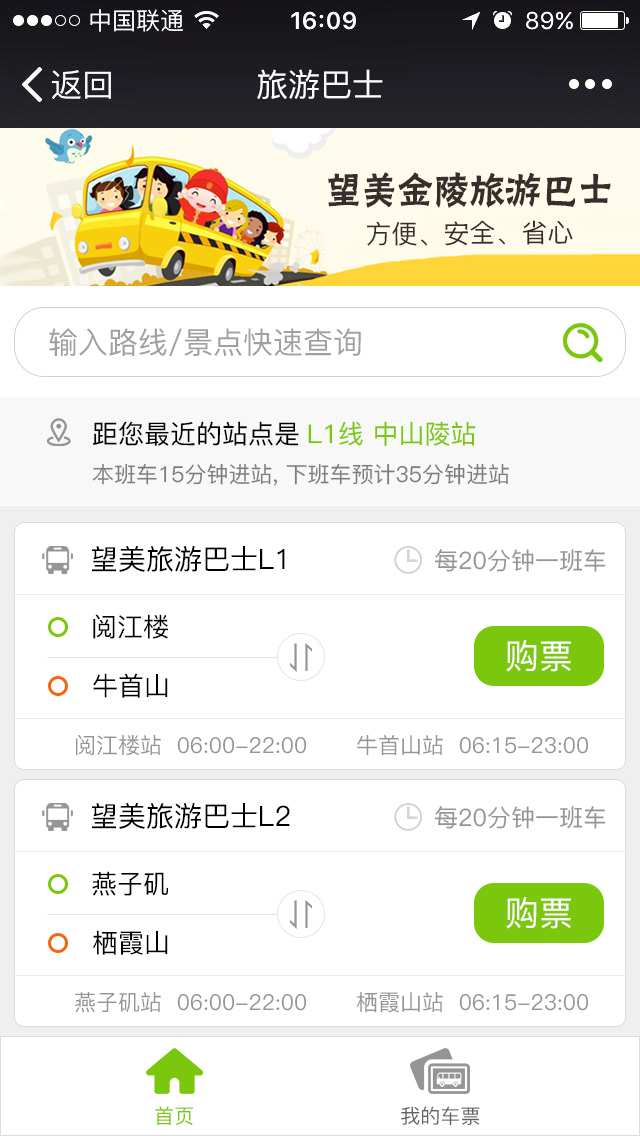 中国联通 16:09 89%
返回 旅游巴士
望美金陵旅游巴士
方便、安全、省心
输入路线/景点快速查询
距您最近的站点是 L1线 中山陵站
本班车15分钟进站, 下班车预计35分钟进站
望美旅游巴士L1 每20分钟一班车
阅江楼
购票
牛首山
阅江楼站 06:00-22:00 牛首山站 06:15-23:00
望美旅游巴士L2 每20分钟一班车
燕子矶
购票
栖霞山
燕子矶站 06:00-22:00 栖霞山站 06:15-23:00
首页 我的车票